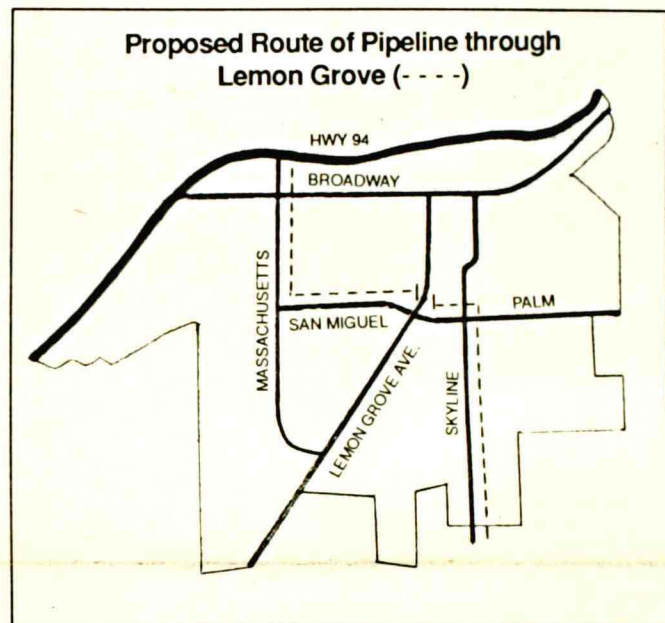 Proposed Route of Pipeline through
Lemon Grove (- - - -)
HWY 94
BROADWAY
MASSACHUSETTS
SAN MIGUEL
LEMON GROVE AVE.
PALM
SKYLINE